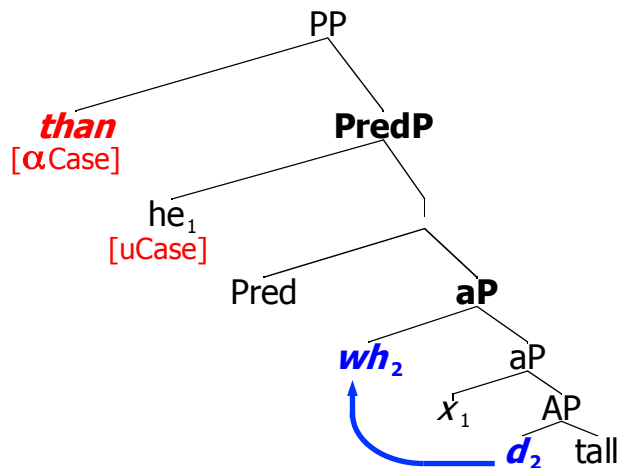 PP
than PredP
[αCase]
he₁
[uCase]
Pred aP
wh₂ aP
x₁ AP
d₂ tall